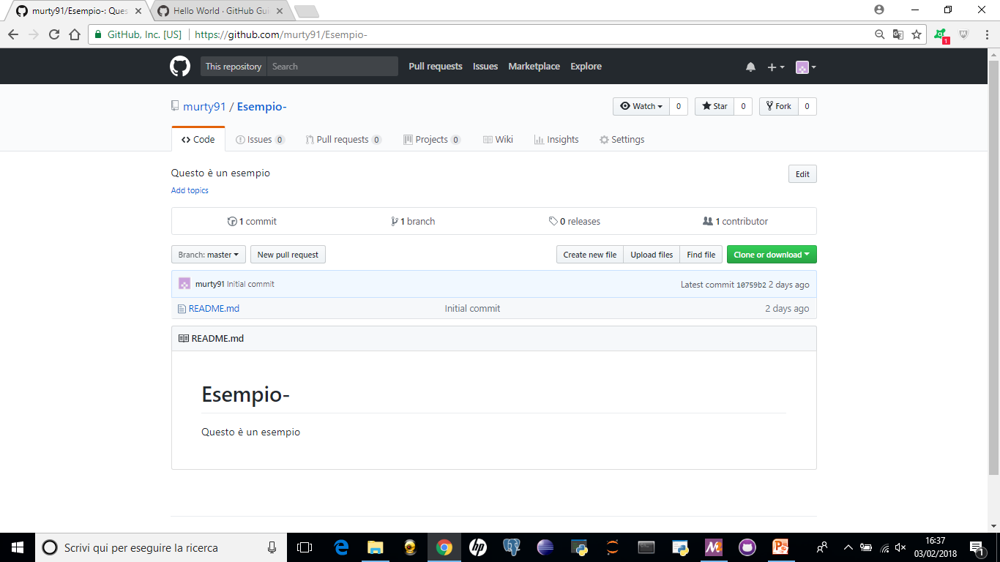 murty91/Esempio-: Ques
Hello World · GitHub Gui
GitHub, Inc. [US] https://github.com/murty91/Esempio-
1
This repository Search Pull requests Issues Marketplace Explore
murty91 / Esempio-
Watch 0 Star 0 Fork 0
Code Issues 0 Pull requests 0 Projects 0 Wiki Insights Settings
Questo è un esempio
Edit
Add topics
1 commit 1 branch 0 releases 1 contributor
Branch: master New pull request Create new file Upload files Find file Clone or download
murty91 Initial commit Latest commit 10759b2 2 days ago
README.md Initial commit 2 days ago
README.md
Esempio-
Questo è un esempio
Scrivi qui per eseguire la ricerca
16:37
03/02/2018
1